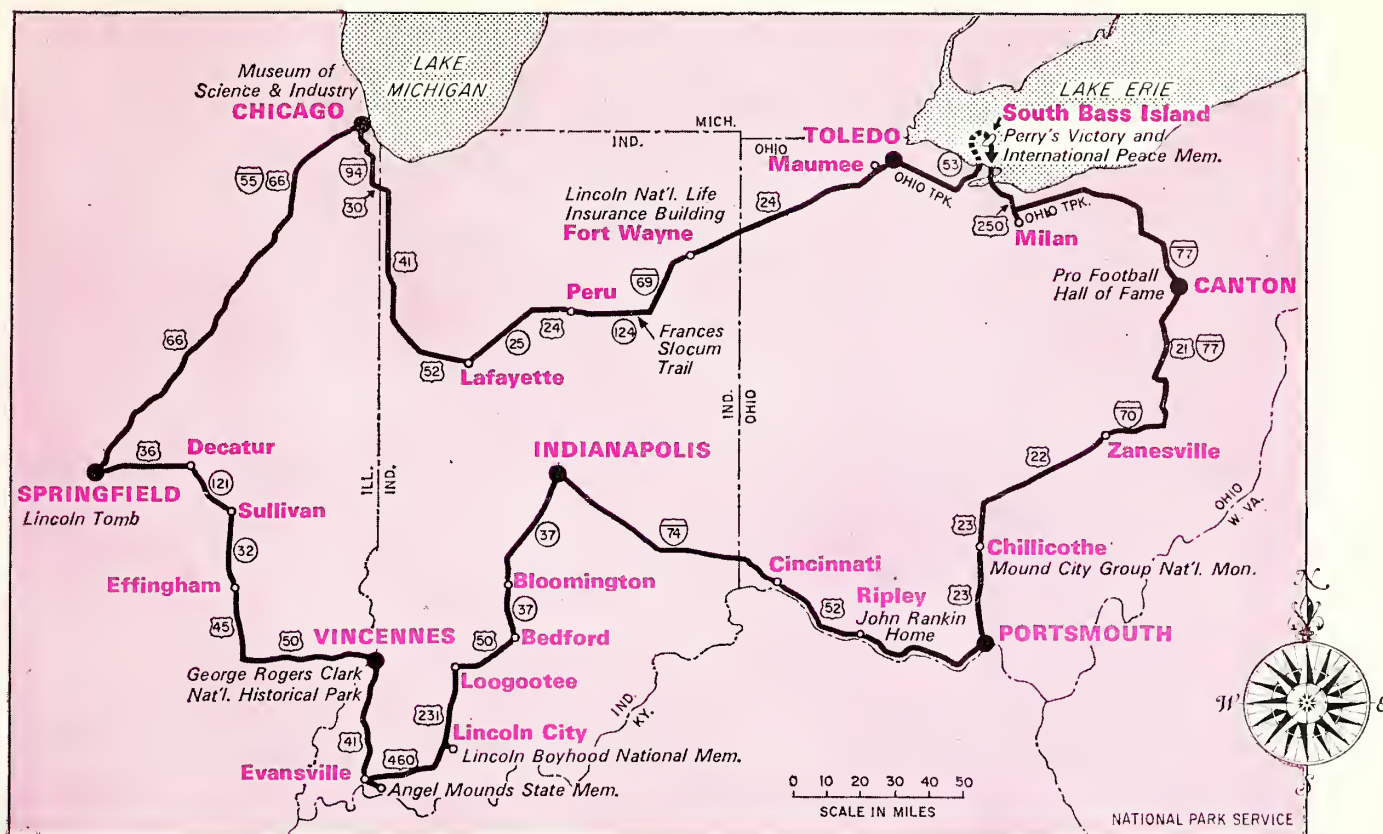 LAKE
MICHIGAN
Museum of
Science & Industry
CHICAGO
LAKE ERIE
South Bass Island
Perry's Victory and
International Peace Mem.
MICH.
IND.
OHIO
TOLEDO
Maumee
OHIO TPK.
53
55 66
94
30
41
Lincoln Nat'l. Life
Insurance Building
Fort Wayne
24
250
OHIO TPK.
Milan
77
Pro Football
Hall of Fame
CANTON
21 77
66
69
Peru
24
124
25
Frances
Slocum
Trail
52
Lafayette
IND.
OHIO
70
Zanesville
22
36
Decatur
SPRINGFIELD
Lincoln Tomb
121
Sullivan
ILL.
IND.
INDIANAPOLIS
OHIO
W. VA.
32
37
74
23
Chillicothe
Mound City Group Nat'l. Mon.
Effingham
Bloomington
Cincinnati
23
45
37
52
Ripley
John Rankin
Home
PORTSMOUTH
50
VINCENNES
50
Bedford
George Rogers Clark
Nat'l. Historical Park
Loogootee
231
IND.
KY.
Lincoln City
Lincoln Boyhood National Mem.
41
460
Evansville
Angel Mounds State Mem.
0 10 20 30 40 50
SCALE IN MILES
N
W
E
NATIONAL PARK SERVICE